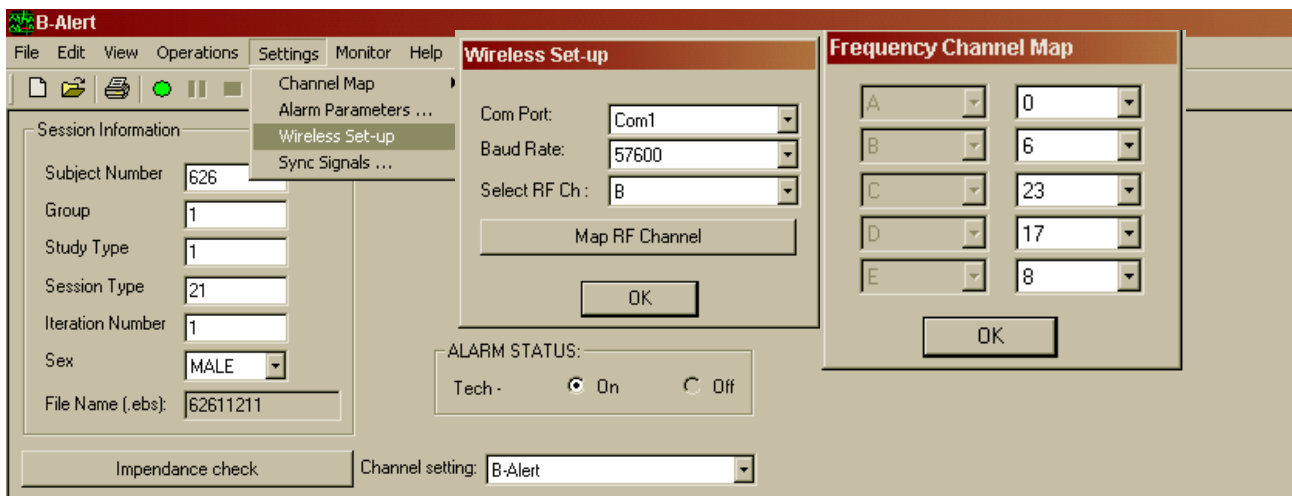 B-Alert
File Edit View Operations Settings Monitor Help
Channel Map
Alarm Parameters ...
Wireless Set-up
Sync Signals ...
Session Information
Subject Number 626
Group 1
Study Type 1
Session Type 21
Iteration Number 1
Sex MALE
File Name (.ebs): 62611211
Impendance check
Wireless Set-up
Com Port: Com1
Baud Rate: 57600
Select RF Ch : B
Map RF Channel
OK
Frequency Channel Map
A 0
B 6
C 23
D 17
E 8
OK
ALARM STATUS:
Tech - On Off
Channel setting: B-Alert